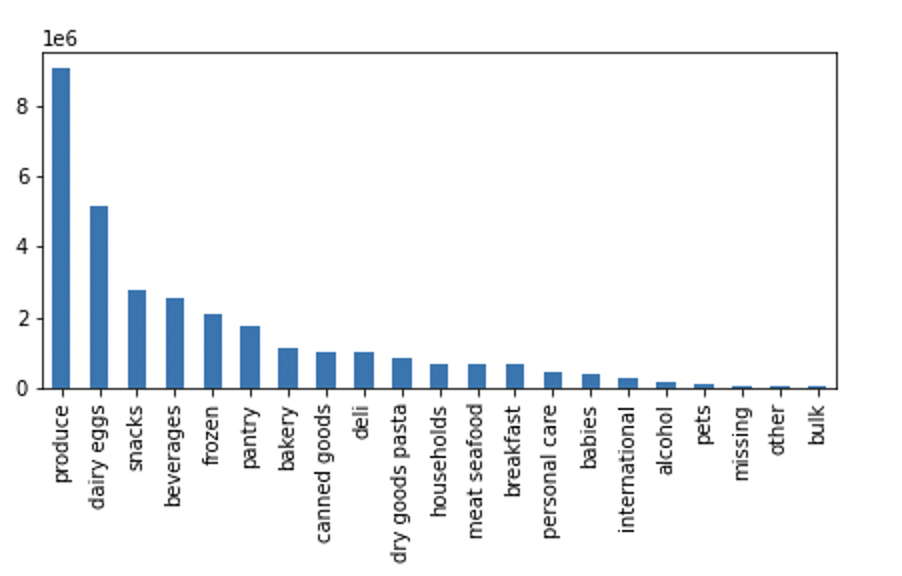 1e6
8
6
4
2
0
produce
dairy eggs
snacks
beverages
frozen
pantry
bakery
canned goods
deli
dry goods pasta
households
meat seafood
breakfast
personal care
babies
international
alcohol
pets
missing
other
bulk